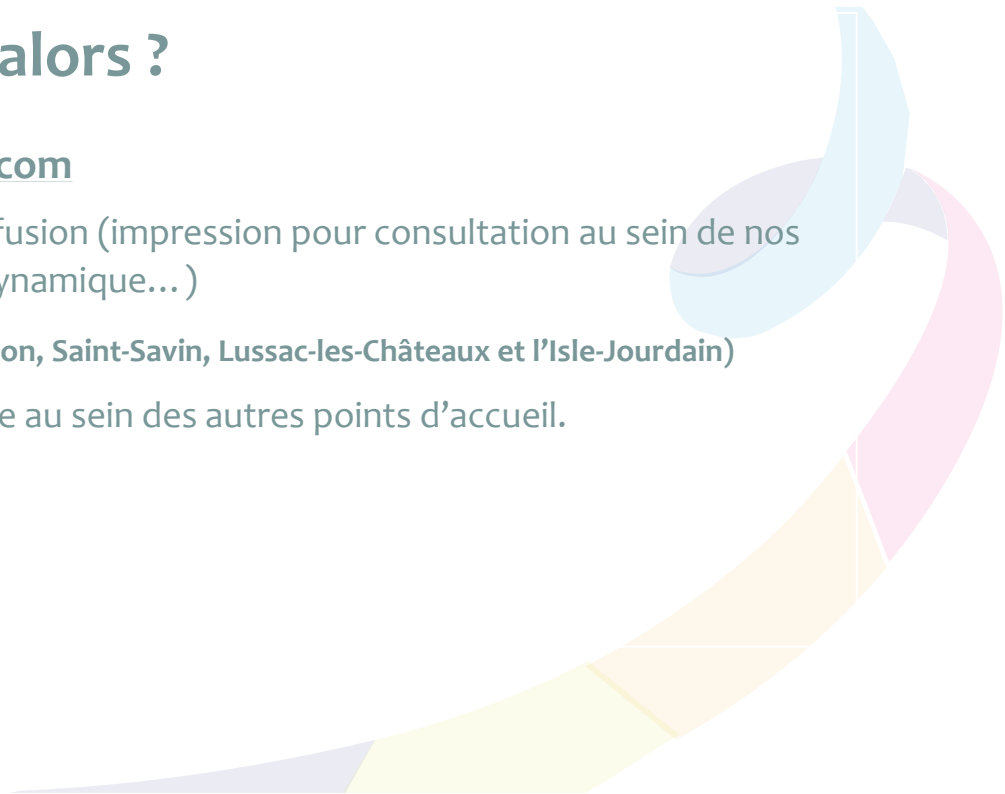 alors ?
com
fusion (impression pour consultation au sein de nos
ynamique… )
on, Saint-Savin, Lussac-les-Châteaux et l’Isle-Jourdain)
e au sein des autres points d’accueil.